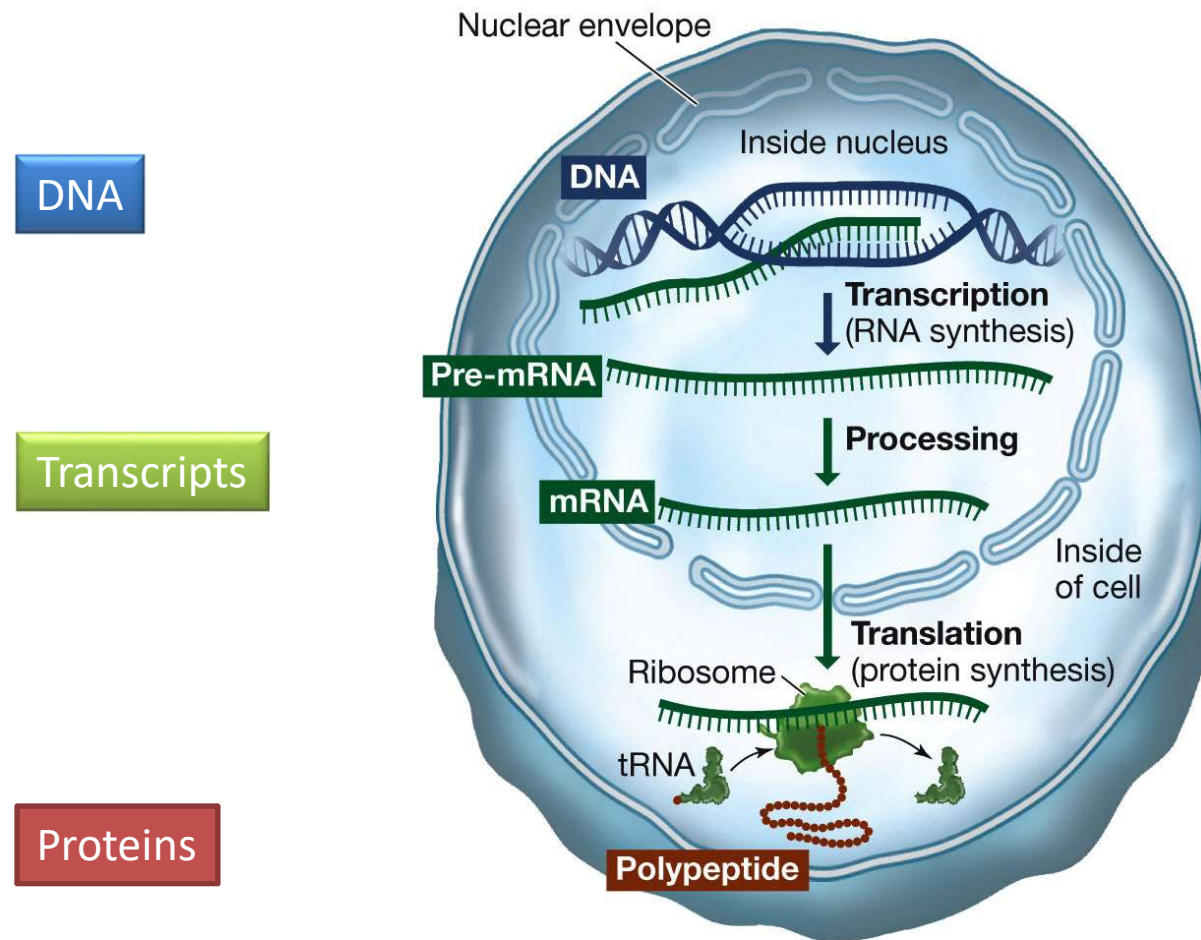 Nuclear envelope
Inside nucleus
DNA
DNA
Transcription
(RNA synthesis)
Pre-mRNA
Processing
Transcripts
mRNA
Inside
of cell
Translation
(protein synthesis)
Ribosome
tRNA
Proteins
Polypeptide